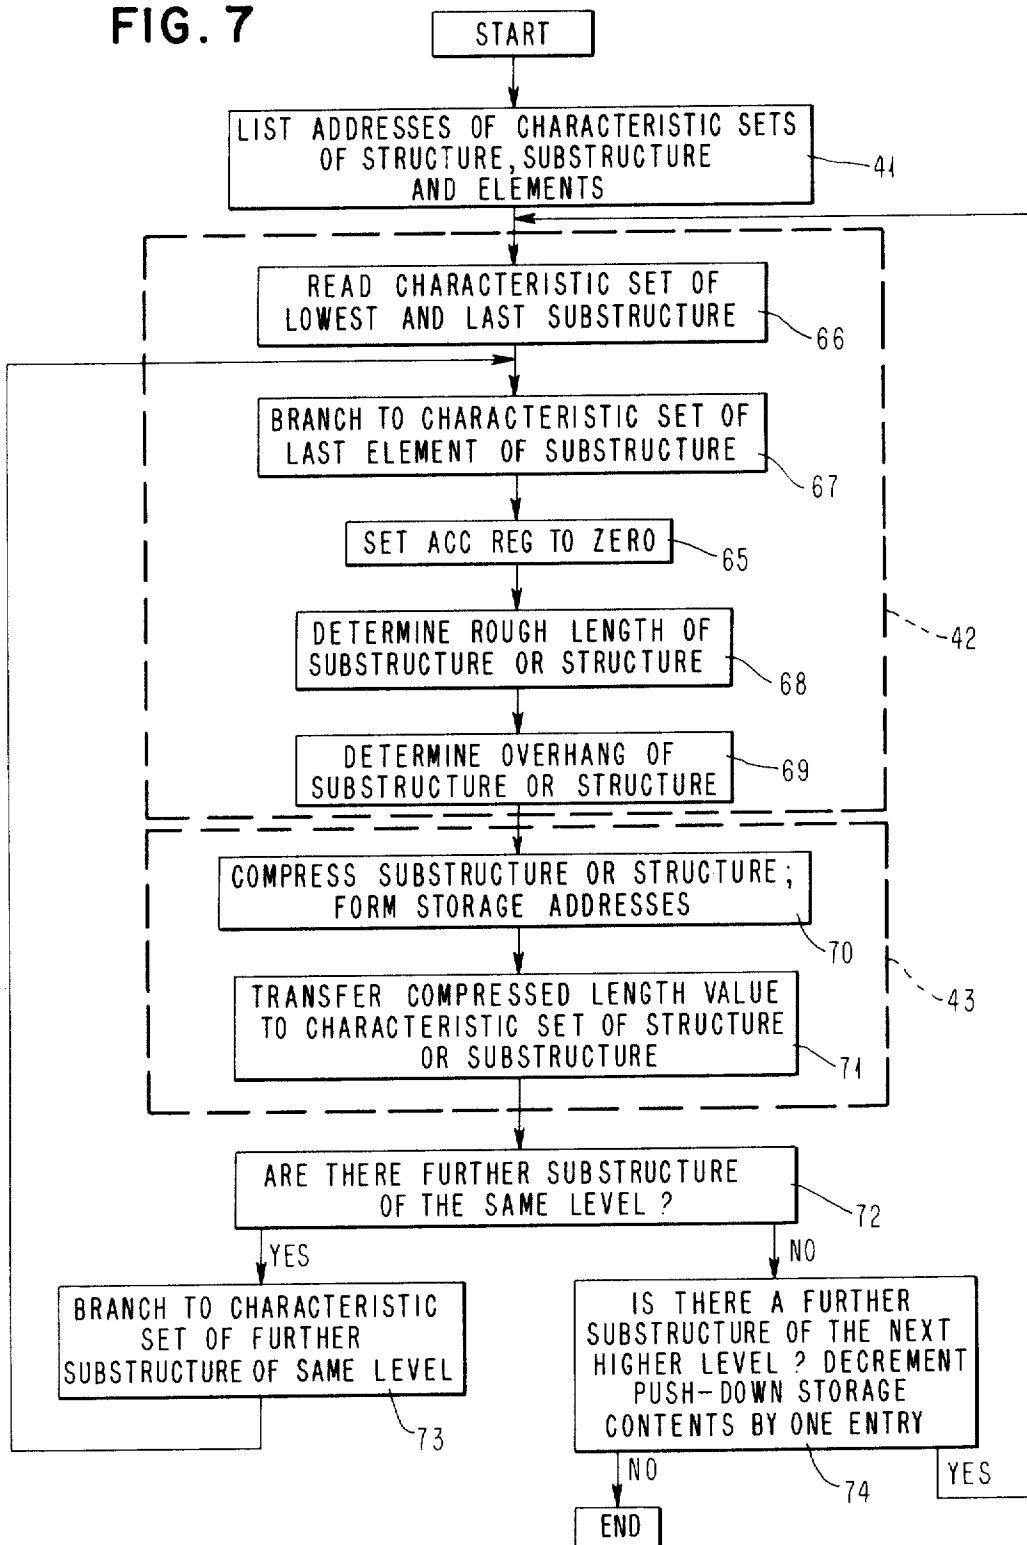 FIG. 7
START
LIST ADDRESSES OF CHARACTERISTIC SETS
OF STRUCTURE, SUBSTRUCTURE
AND ELEMENTS
41
READ CHARACTERISTIC SET OF
LOWEST AND LAST SUBSTRUCTURE
66
BRANCH TO CHARACTERISTIC SET OF
LAST ELEMENT OF SUBSTRUCTURE
67
SET ACC REG TO ZERO
65
DETERMINE ROUGH LENGTH OF
SUBSTRUCTURE OR STRUCTURE
68
42
DETERMINE OVERHANG OF
SUBSTRUCTURE OR STRUCTURE
69
COMPRESS SUBSTRUCTURE OR STRUCTURE;
FORM STORAGE ADDRESSES
70
43
TRANSFER COMPRESSED LENGTH VALUE
TO CHARACTERISTIC SET OF STRUCTURE
OR SUBSTRUCTURE
71
ARE THERE FURTHER SUBSTRUCTURE
OF THE SAME LEVEL ?
72
YES
NO
BRANCH TO CHARACTERISTIC
SET OF FURTHER
SUBSTRUCTURE OF SAME LEVEL
73
IS THERE A FURTHER
SUBSTRUCTURE OF THE NEXT
HIGHER LEVEL ? DECREMENT
PUSH-DOWN STORAGE
CONTENTS BY ONE ENTRY
74
NO
YES
END